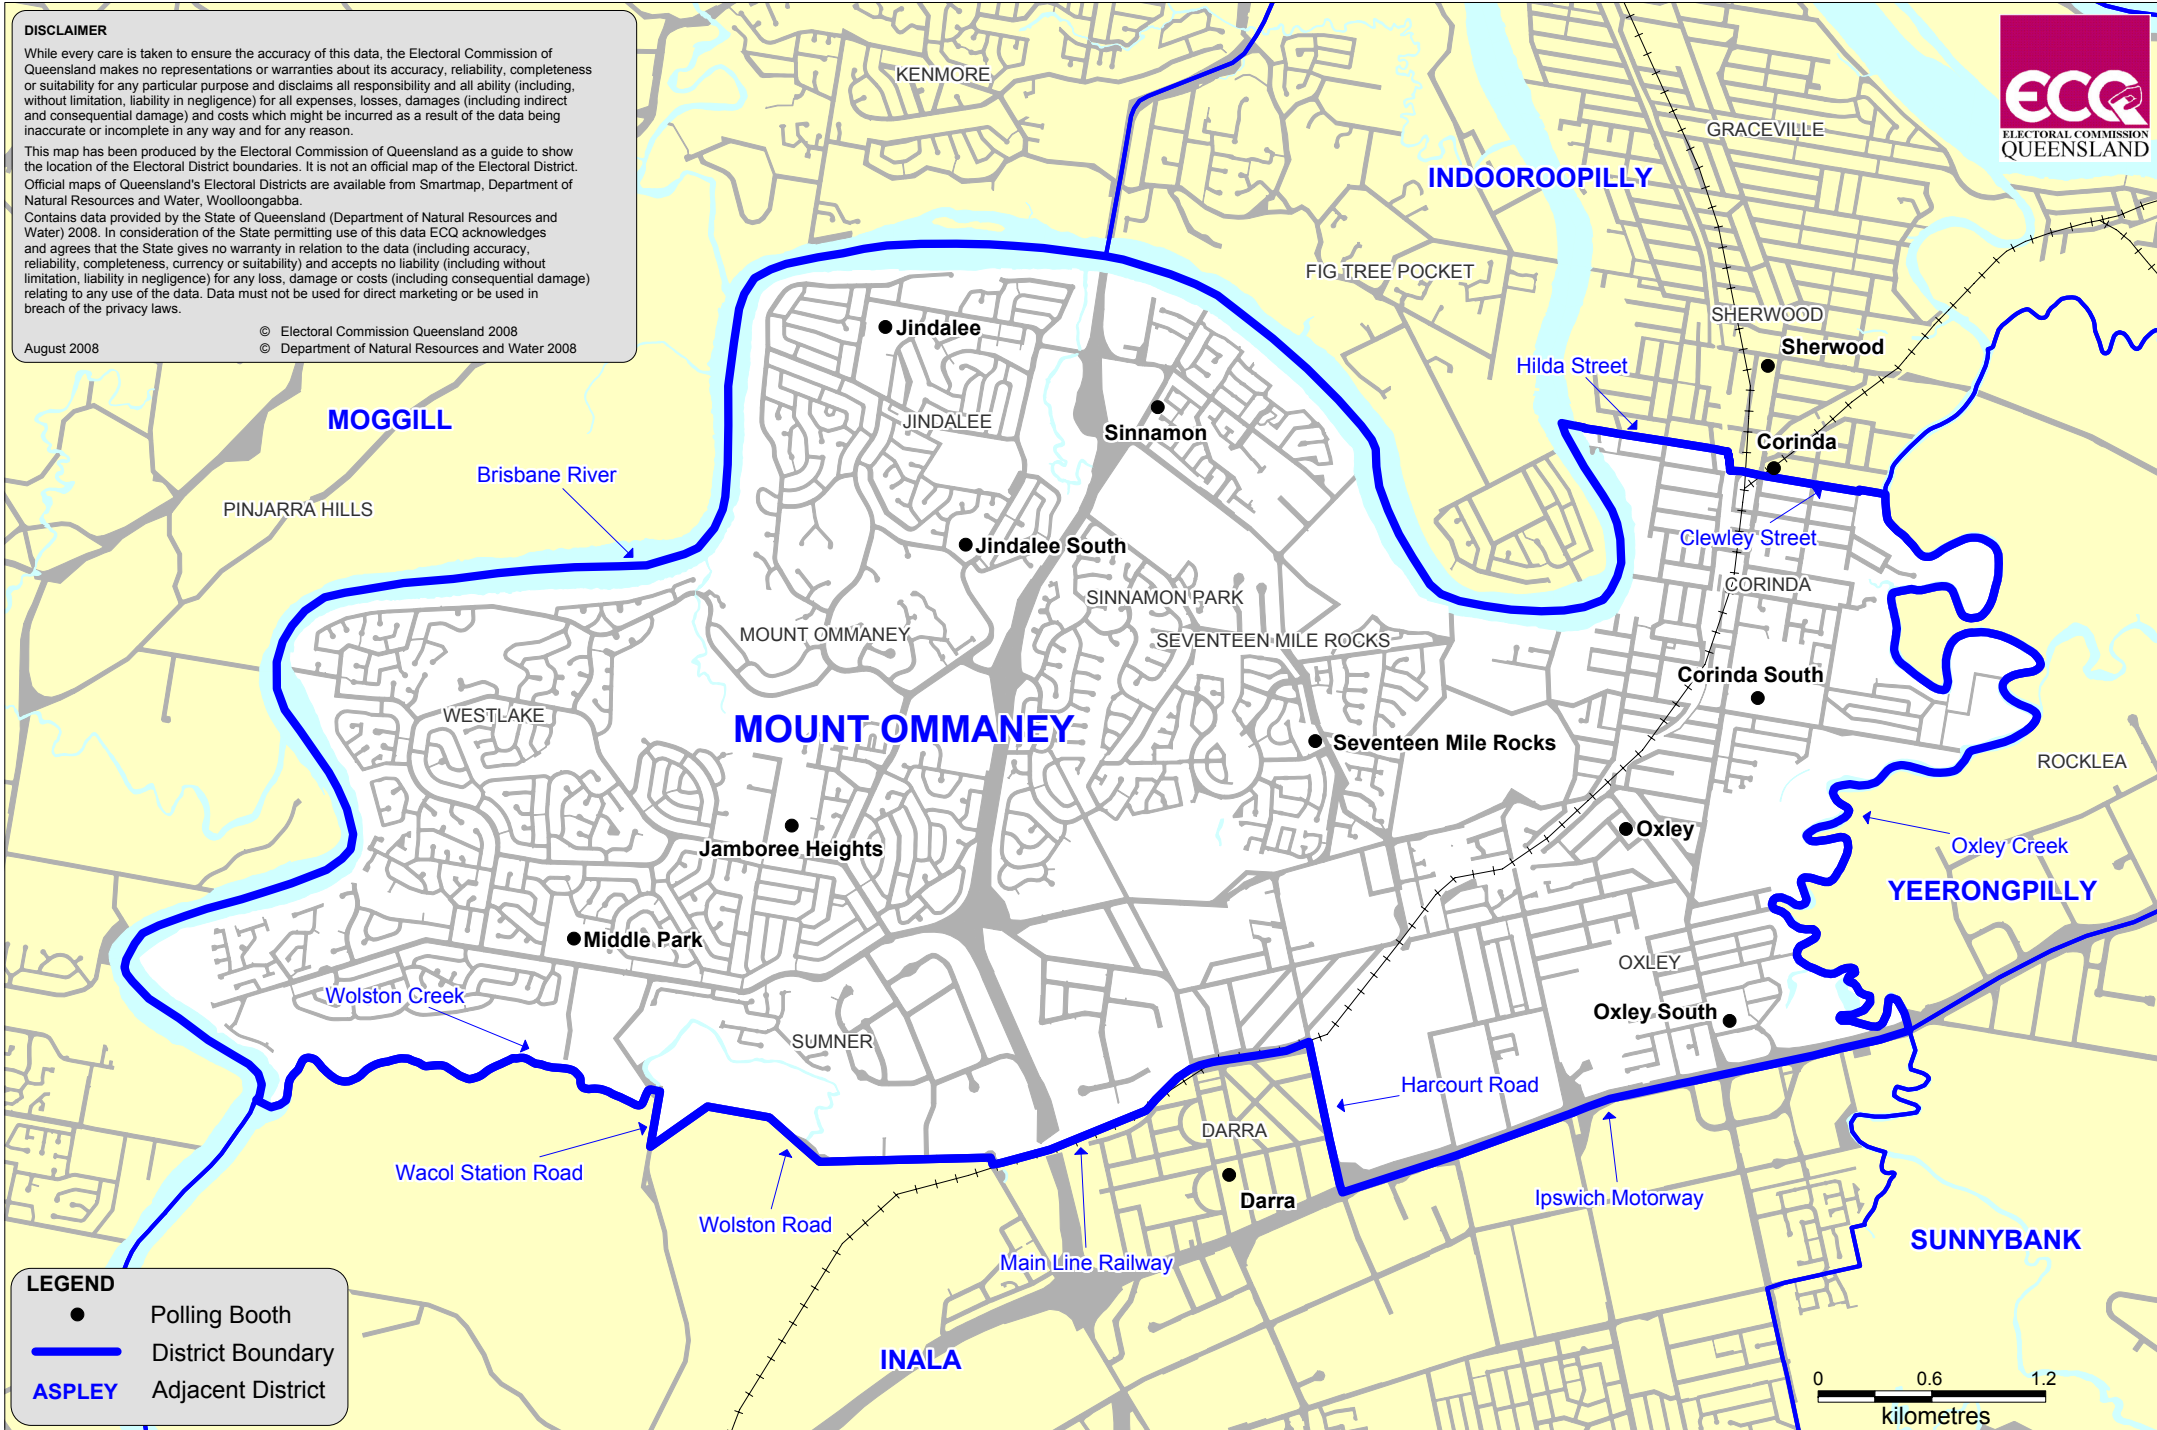 DISCLAIMER
While every care is taken to ensure the accuracy of this data, the Electoral Commission of
Queensland makes no representations or warranties about its accuracy, reliability, completeness
or suitability for any particular purpose and disclaims all responsibility and all ability (including,
without limitation, liability in negligence) for all expenses, losses, damages (including indirect
and consequential damage) and costs which might be incurred as a result of the data being
inaccurate or incomplete in any way and for any reason.
This map has been produced by the Electoral Commission of Queensland as a guide to show
the location of the Electoral District boundaries. It is not an official map of the Electoral District.
Official maps of Queensland's Electoral Districts are available from Smartmap, Department of
Natural Resources and Water, Woolloongabba.
Contains data provided by the State of Queensland (Department of Natural Resources and
Water) 2008. In consideration of the State permitting use of this data ECQ acknowledges
and agrees that the State gives no warranty in relation to the data (including accuracy,
reliability, completeness, currency or suitability) and accepts no liability (including without
limitation, liability in negligence) for any loss, damage or costs (including consequential damage)
relating to any use of the data. Data must not be used for direct marketing or be used in
breach of the privacy laws.
© Electoral Commission Queensland 2008
August 2008
© Department of Natural Resources and Water 2008
ECQ
ELECTORAL COMMISSION
QUEENSLAND
KENMORE
GRACEVILLE
INDOOROOPILLY
FIG TREE POCKET
SHERWOOD
Jindalee
Sherwood
Hilda Street
MOGGILL
JINDALEE
Sinnamon
Corinda
Brisbane River
PINJARRA HILLS
Clewley Street
Jindalee South
CORINDA
SINNAMON PARK
MOUNT OMMANEY
SEVENTEEN MILE ROCKS
Corinda South
WESTLAKE
MOUNT OMMANEY
Seventeen Mile Rocks
ROCKLEA
Oxley
Jamboree Heights
Oxley Creek
YEERONGPILLY
Middle Park
OXLEY
Wolston Creek
Oxley South
SUMNER
Harcourt Road
DARRA
Wacol Station Road
Darra
Ipswich Motorway
Wolston Road
SUNNYBANK
Main Line Railway
INALA
LEGEND
Polling Booth
District Boundary
ASPLEY Adjacent District
0 0.6 1.2
kilometres